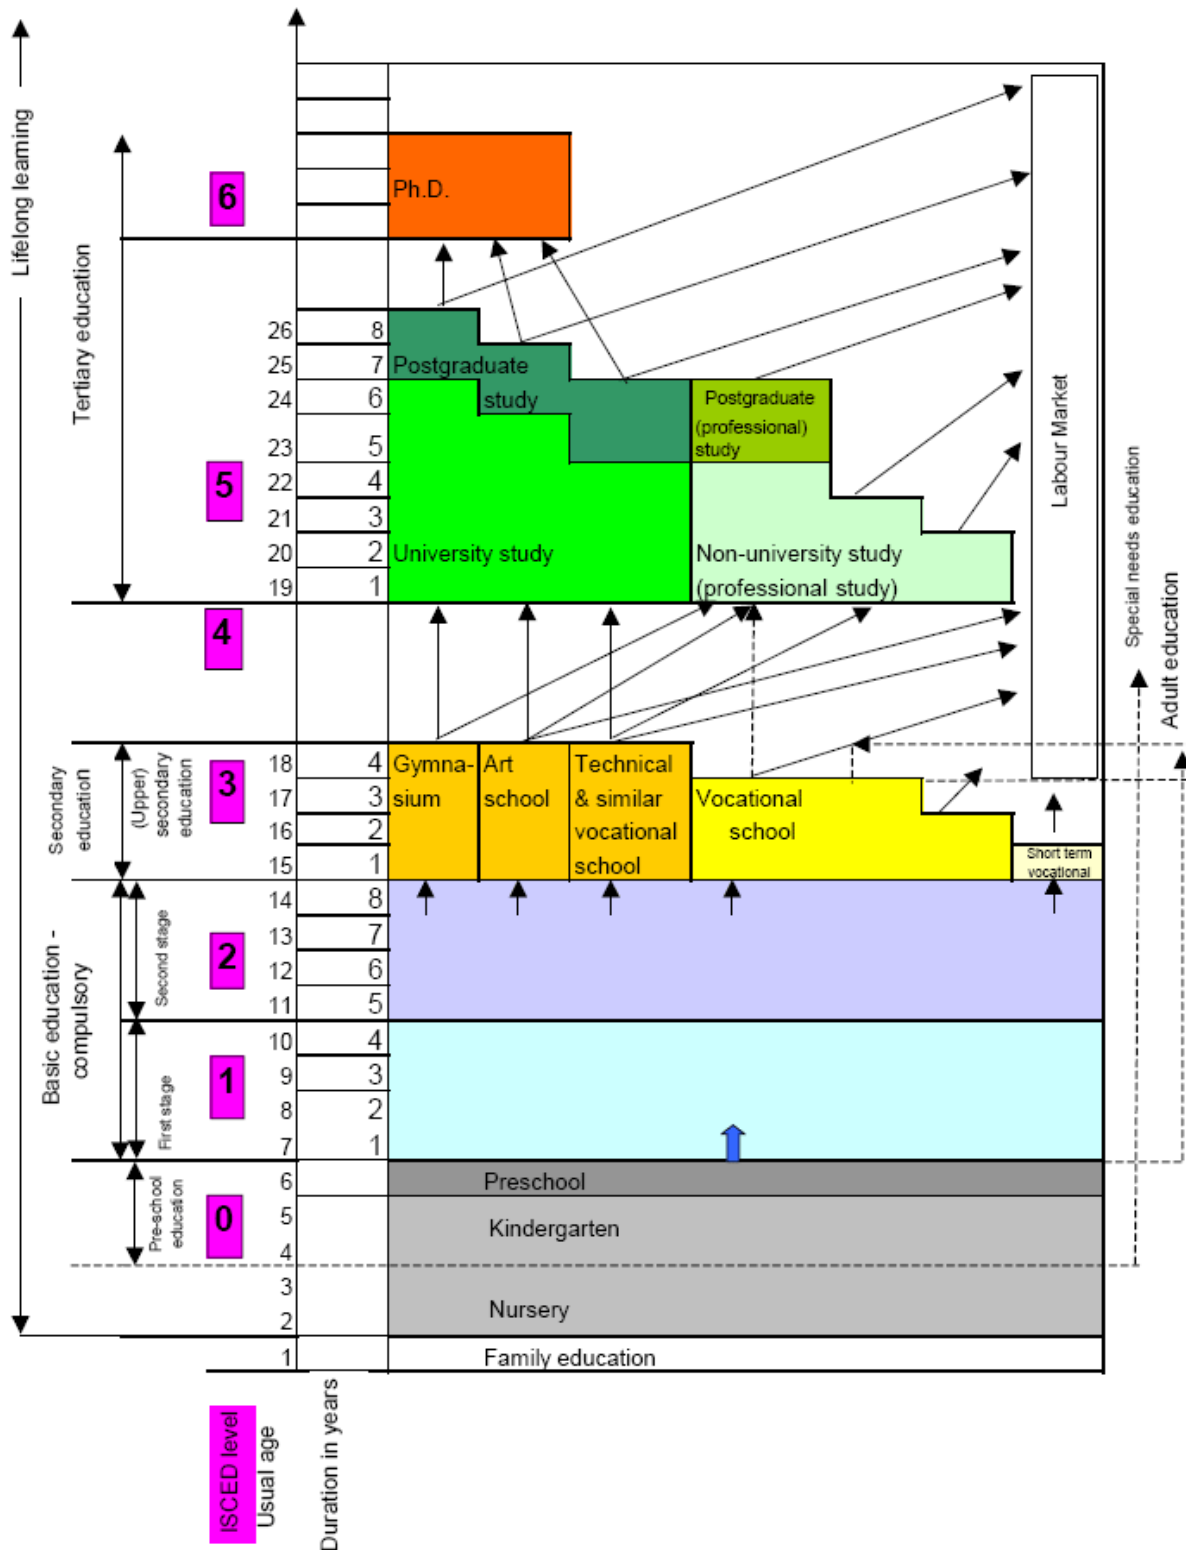 Lifelong learning
Tertiary education
6
Ph.D.
26
8
25
7
Postgraduate
24
6
study
Postgraduate
(professional)
study
23
5
5
22
4
21
3
20
2
University study
Non-university study
(professional study)
19
1
4
Labour Market
Special needs education
Adult education
Secondary
education
(Upper)
secondary
education
3
18
4
Gymna-
sium
Art
school
Technical
& similar
vocational
school
Vocational
school
17
3
16
2
15
1
Short term
vocational
Basic education -
compulsory
Second stage
2
14
8
13
7
12
6
11
5
First stage
1
10
4
9
3
8
2
7
1
Pre-school
education
0
6
Preschool
5
Kindergarten
4
3
2
Nursery
1
Family education
ISCED level
Usual age
Duration in years